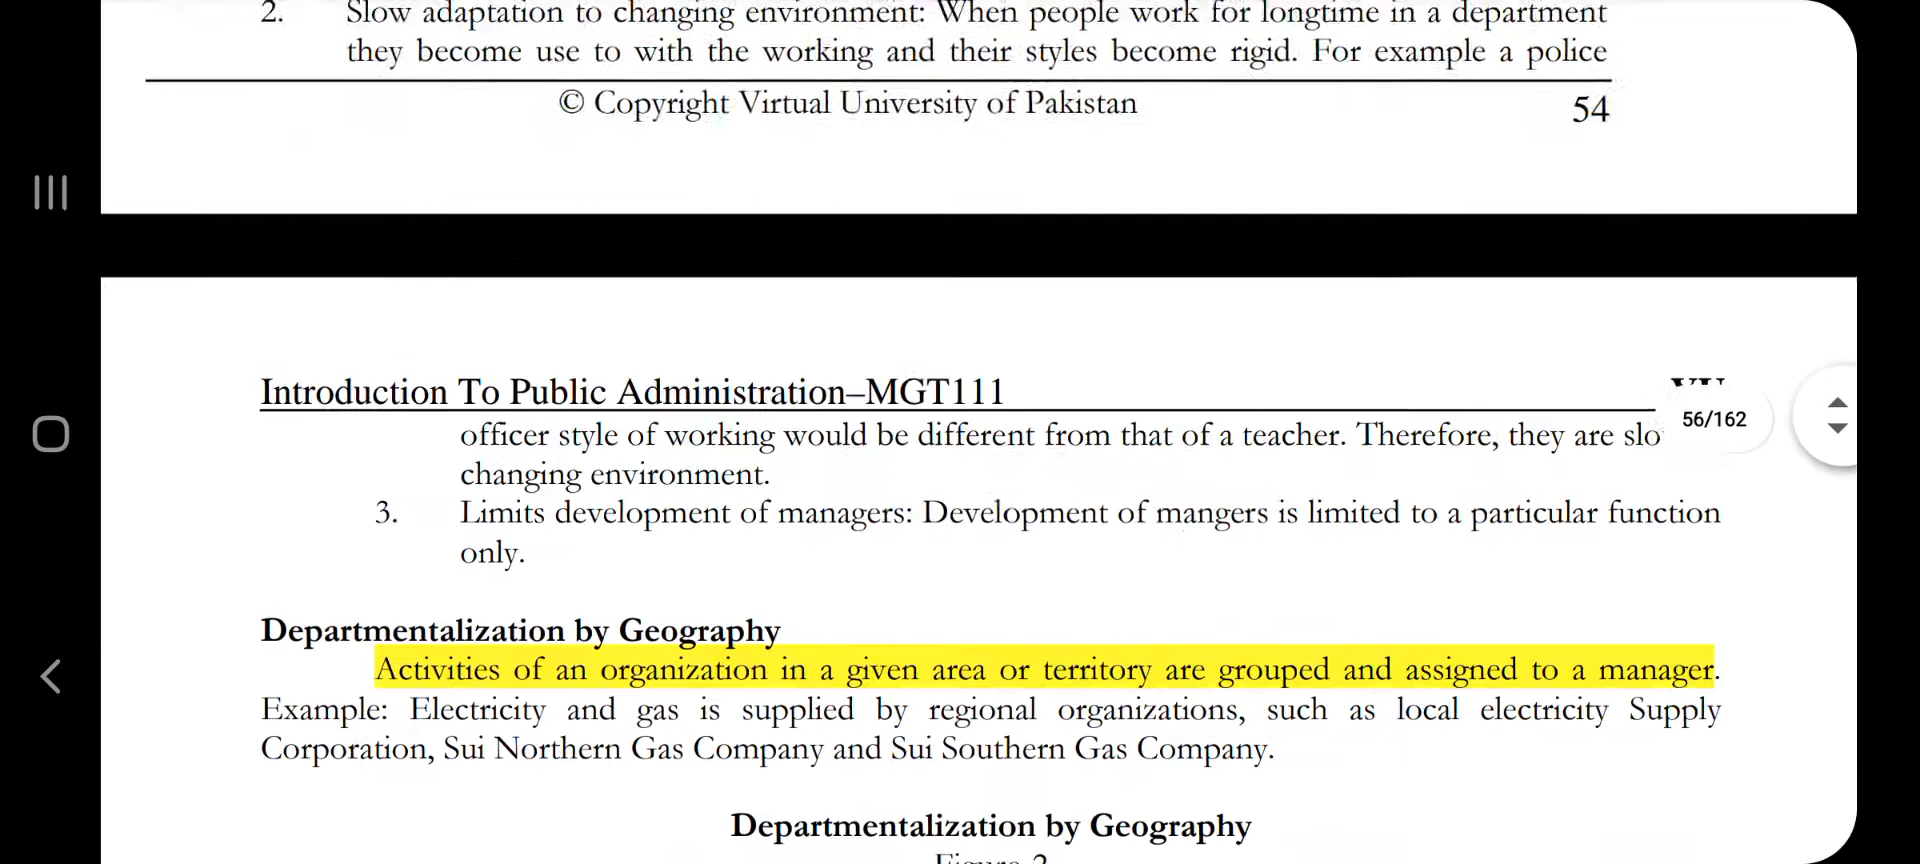 2. Slow adaptation to changing environment: When people work for longtime in a department
they become use to with the working and their styles become rigid. For example a police
© Copyright Virtual University of Pakistan 54
Introduction To Public Administration–MGT111
56/162
officer style of working would be different from that of a teacher. Therefore, they are
changing environment.
3. Limits development of managers: Development of mangers is limited to a particular function
only.
Departmentalization by Geography
Activities of an organization in a given area or territory are grouped and assigned to a manager.
Example: Electricity and gas is supplied by regional organizations, such as local electricity Supply
Corporation, Sui Northern Gas Company and Sui Southern Gas Company.
Departmentalization by Geography